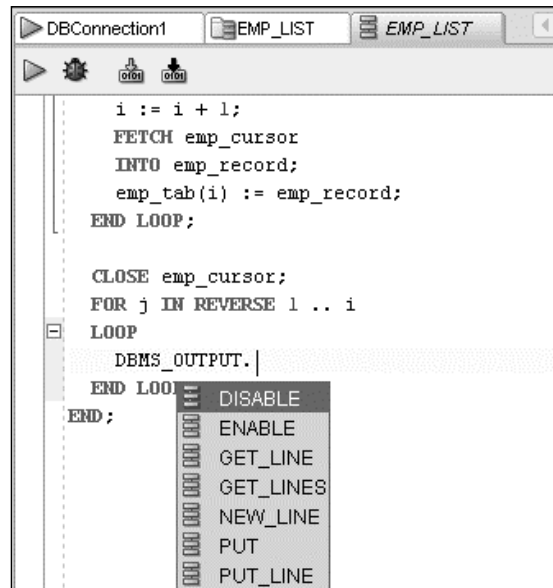 DBConnection1 EMP_LIST EMP_LIST
i := i + 1;
FETCH emp_cursor
INTO emp_record;
emp_tab(i) := emp_record;
END LOOP;
CLOSE emp_cursor;
FOR j IN REVERSE 1 .. i
LOOP
DBMS_OUTPUT.
END LOO
END;
DISABLE
ENABLE
GET_LINE
GET_LINES
NEW_LINE
PUT
PUT_LINE